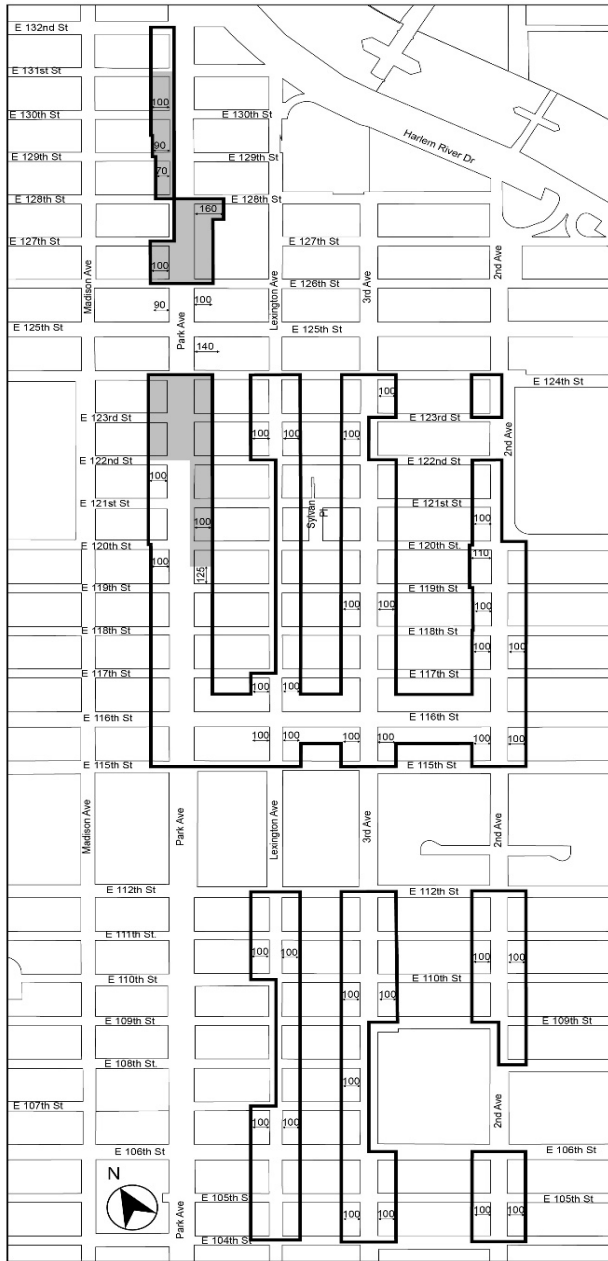 E 132nd St
E 131st St
100
E 130th St
E 130th St
90
E 129th St
E 129th St
Harlem River Dr
70
E 128th St
E 128th St
160
E 127th St
E 127th St
100
Madison Ave
Lexington Ave
3rd Ave
2nd Ave
E 126th St
90
100
Park Ave
E 125th St
E 125th St
140
E 124th St
100
E 123rd St
E 123rd St
100
100
100
2nd Ave
E 122nd St
E 122nd St
100
E 121st St
E 121st St
Sylvan Pl
100
100
E 120th St
E 120th St.
100
110
125
E 119th St
E 119th St
100
100
100
E 118th St
E 118th St
100
100
E 117th St
E 117th St
100
100
E 116th St
E 116th St
100
100
100
100
100
100
E 115th St
E 115th St
Madison Ave
Park Ave
Lexington Ave
3rd Ave
2nd Ave
E 112th St
E 112th St
E 111th St.
100
100
100
100
E 110th St
E 110th St
100
100
E 109th St
E 109th St
E 108th St.
100
E 107th St
2nd Ave
100
100
E 106th St
E 106th St
N
E 105th St
E 105th St
Park Ave
100
100
100
100
E 104th St